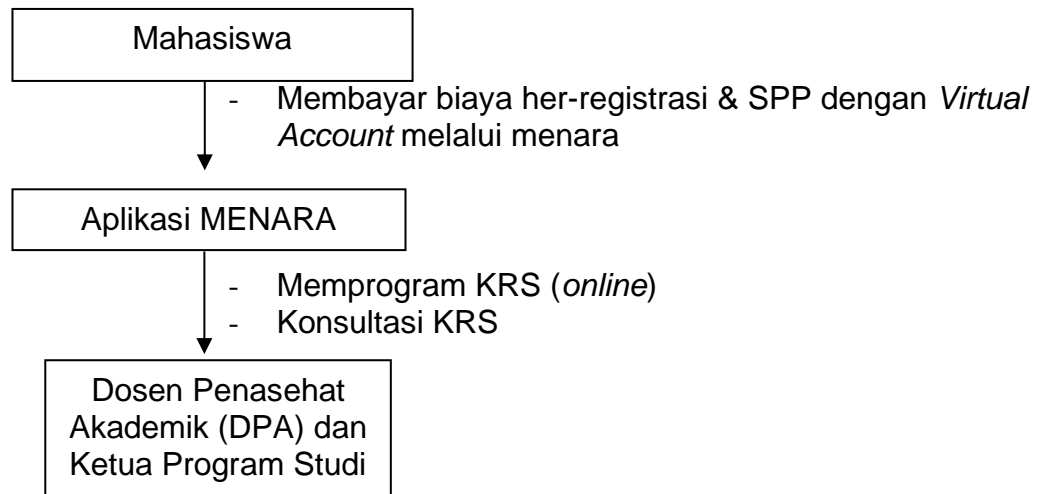 Mahasiswa
- Membayar biaya her-registrasi & SPP dengan Virtual
Account melalui menara
Aplikasi MENARA
- Memprogram KRS (online)
- Konsultasi KRS
Dosen Penasehat
Akademik (DPA) dan
Ketua Program Studi